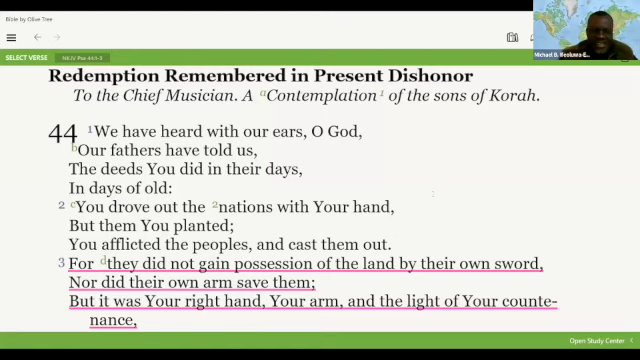 Bible by Olive Tree
SELECT VERSE NKJV Psa 44:1-3
Redemption Remembered in Present Dishonor
To the Chief Musician. A aContemplation1 of the sons of Korah.
44 1We have heard with our ears, O God,
bOur fathers have told us,
The deeds You did in their days,
In days of old:
2 cYou drove out the 2nations with Your hand,
But them You planted;
You afflicted the peoples, and cast them out.
3 For dthey did not gain possession of the land by their own sword,
Nor did their own arm save them;
But it was Your right hand, Your arm, and the light of Your counte-
nance,
Open Study Center